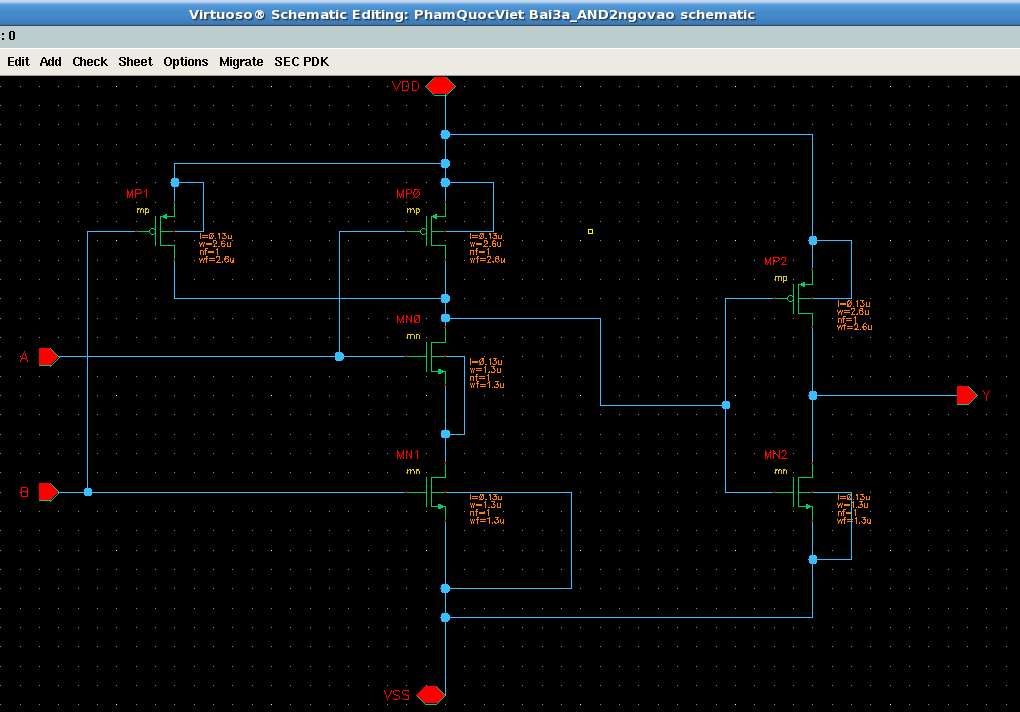 Virtuoso® Schematic Editing: PhamQuocViet Bai3a_AND2ngovao schematic
: 0
Edit Add Check Sheet Options Migrate SEC PDK
VDD
MP1
mp
l=0.13u
w=2.6u
nf=1
wf=2.6u
MP0
mp
l=0.13u
w=2.6u
nf=1
wf=2.6u
MP2
mp
l=0.13u
w=2.6u
nf=1
wf=2.6u
MN0
mn
l=0.13u
w=1.3u
nf=1
wf=1.3u
A
Y
MN1
mn
l=0.13u
w=1.3u
nf=1
wf=1.3u
MN2
mn
l=0.13u
w=1.3u
nf=1
wf=1.3u
B
VSS